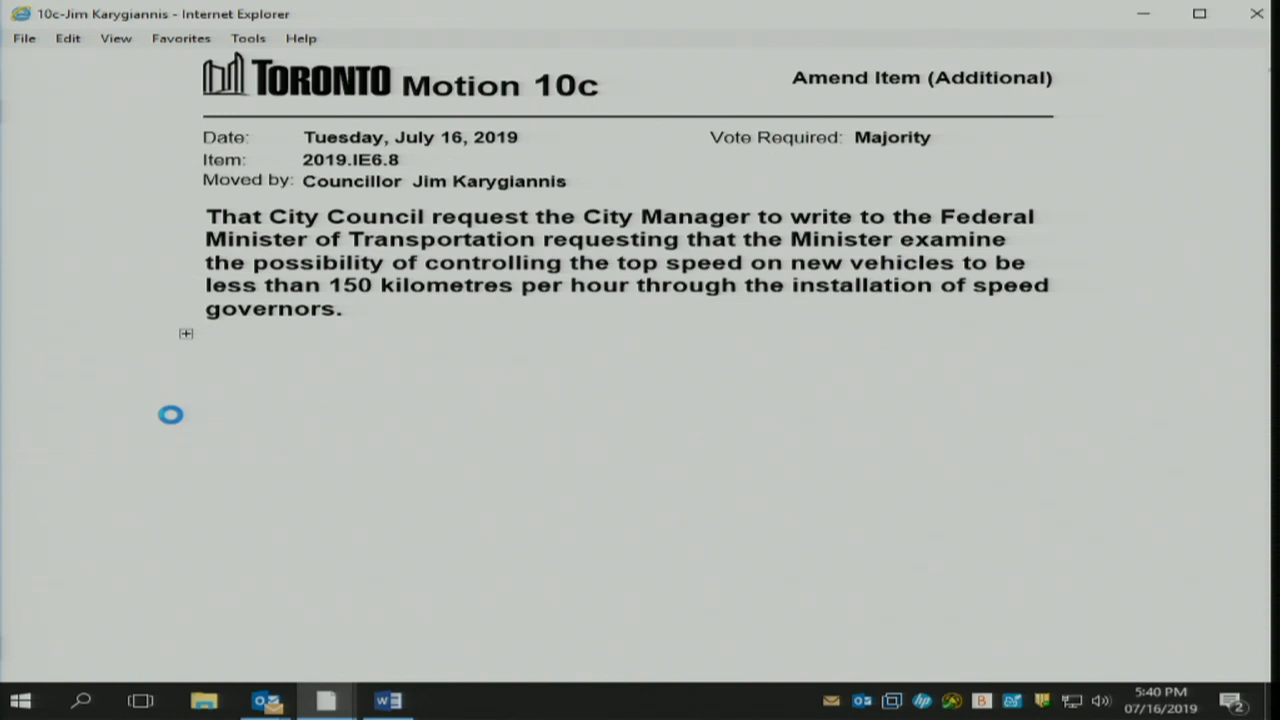 10c-Jim Karygiannis - Internet Explorer
File Edit View Favorites Tools Help
TORONTO Motion 10c
Amend Item (Additional)
Date: Tuesday, July 16, 2019
Vote Required: Majority
Item: 2019.IE6.8
Moved by: Councillor Jim Karygiannis
That City Council request the City Manager to write to the Federal
Minister of Transportation requesting that the Minister examine
the possibility of controlling the top speed on new vehicles to be
less than 150 kilometres per hour through the installation of speed
governors.
5:40 PM
07/16/2019
2